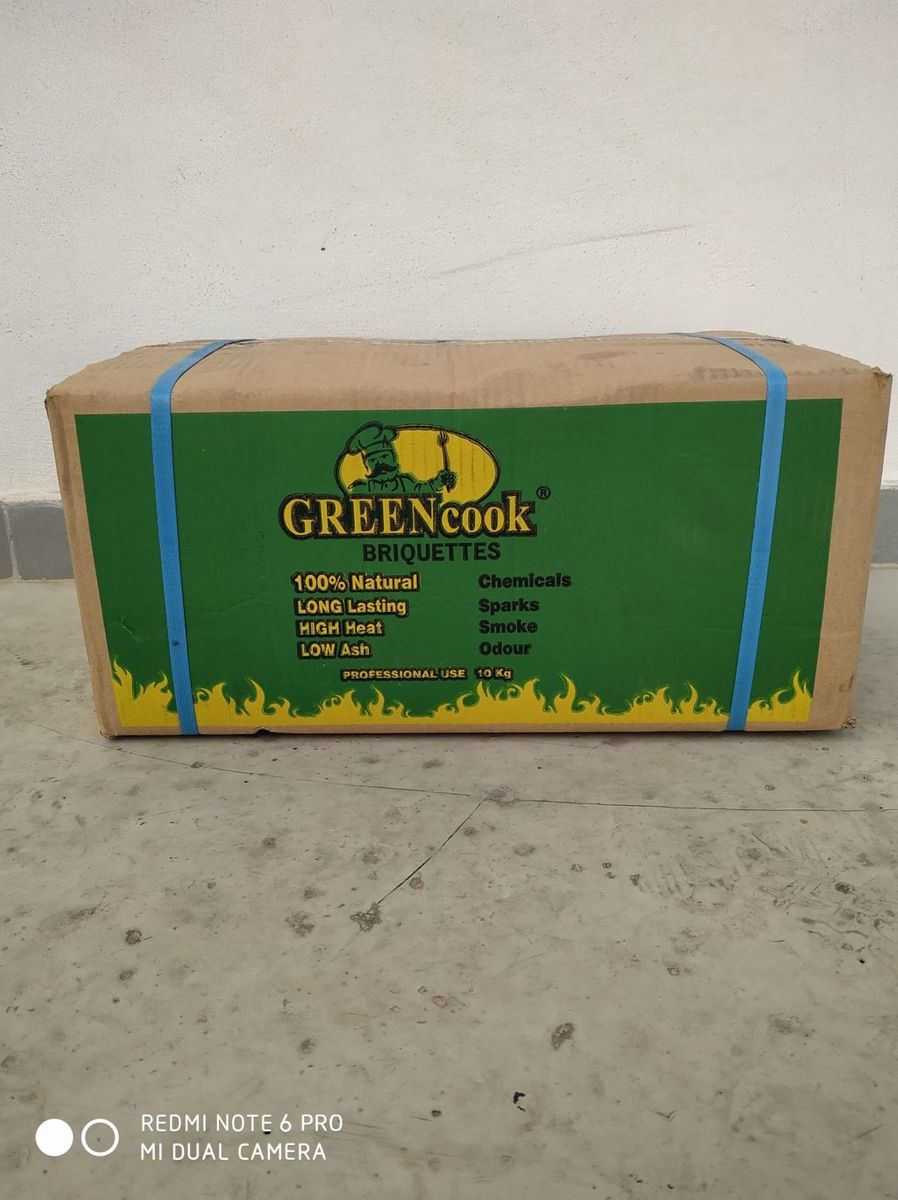 GREENcook®
BRIQUETTES
100% Natural Chemicals
LONG Lasting Sparks
HIGH Heat Smoke
LOW Ash Odour
PROFESSIONAL USE 10 Kg
REDMI NOTE 6 PRO
MI DUAL CAMERA